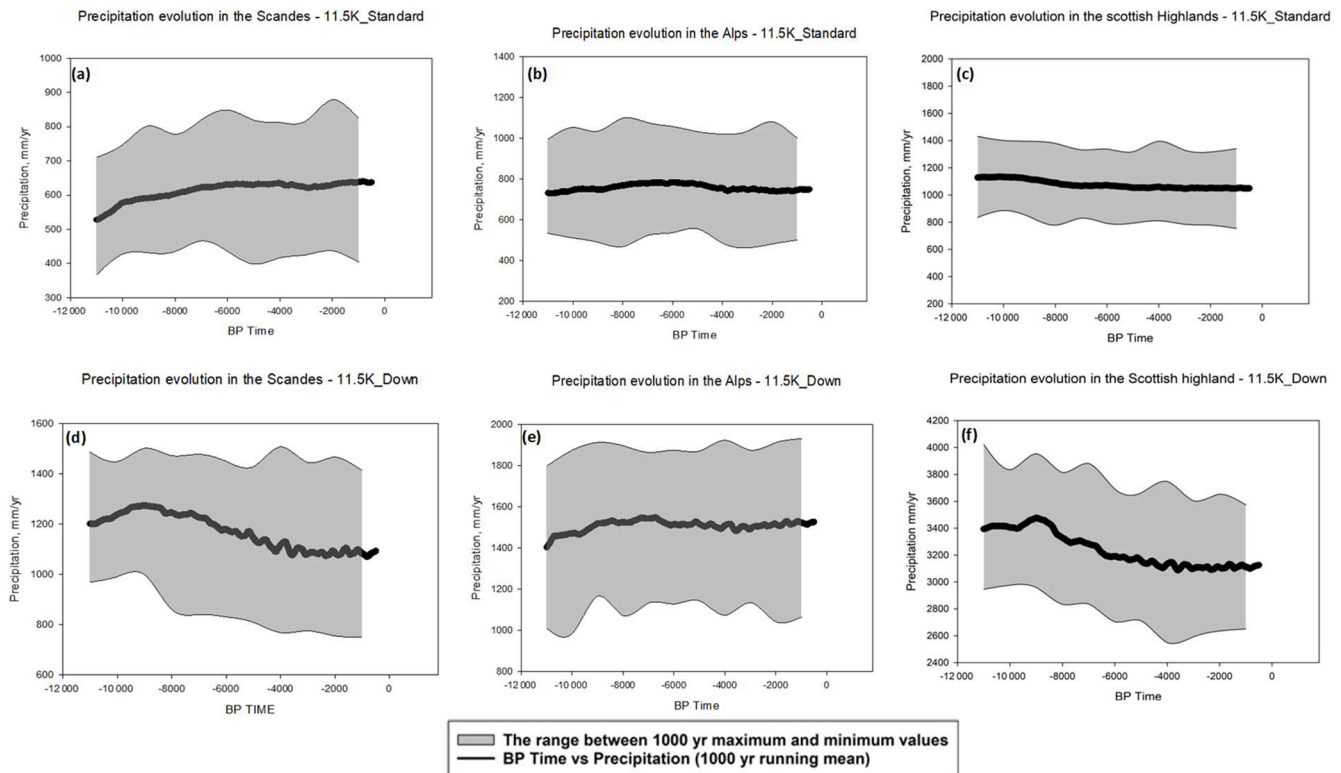 Precipitation evolution in the Scandes - 11.5K_Standard
(a)
Precipitation, mm/yr
1000
900
800
700
600
500
400
300
-12 000 -10 000 -8000 -6000 -4000 -2000 0
BP Time
Precipitation evolution in the Alps - 11.5K_Standard
(b)
Precipitation, mm/yr
1400
1200
1000
800
600
400
200
-12 000 -10 000 -8000 -6000 -4000 -2000 0
BP Time
Precipitation evolution in the scottish Highlands - 11.5K_Standard
(c)
Precipitation, mm/yr
2000
1800
1600
1400
1200
1000
800
600
400
200
-12 000 -10 000 -8000 -6000 -4000 -2000 0
BP Time
Precipitation evolution in the Scandes - 11.5K_Down
(d)
Precipitation, mm/yr
1600
1400
1200
1000
800
600
-12 000 -10 000 -8000 -6000 -4000 -2000 0
BP TIME
Precipitation evolution in the Alps - 11.5K_Down
(e)
Precipitation, mm/yr
2000
1800
1600
1400
1200
1000
800
-12 000 -10 000 -8000 -6000 -4000 -2000 0
BP Time
Precipitation evolution in the Scottish highland - 11.5K_Down
(f)
Precipitation mm/yr
4200
4000
3800
3600
3400
3200
3000
2800
2600
2400
-12 000 -10 000 -8000 -6000 -4000 -2000 0
BP Time
The range between 1000 yr maximum and minimum values
BP Time vs Precipitation (1000 yr running mean)